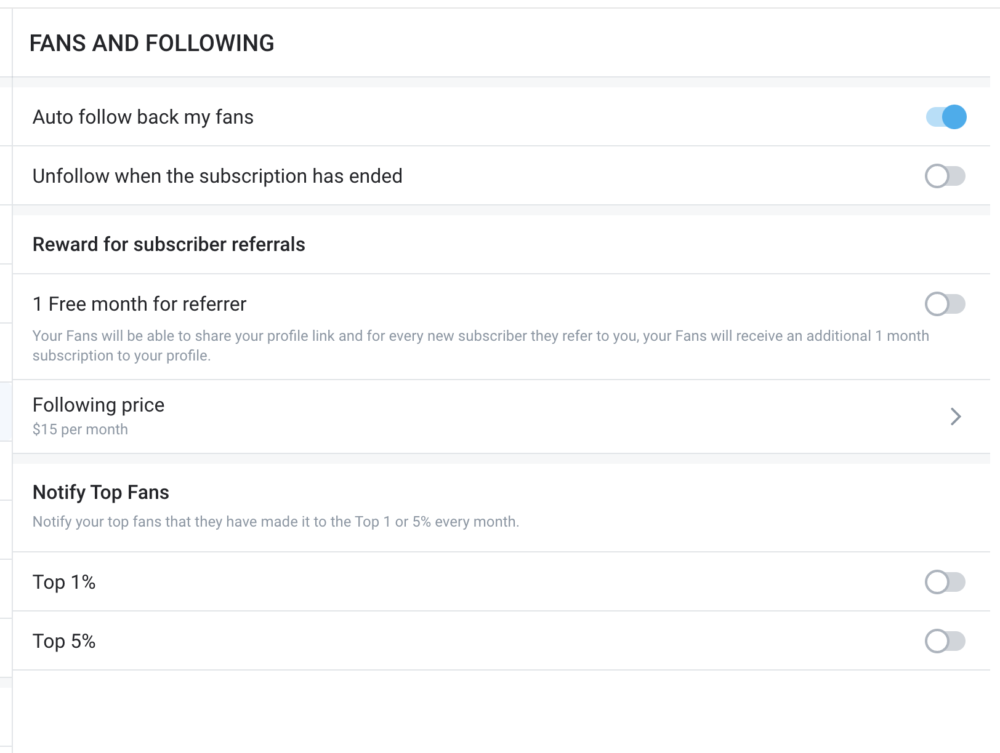 FANS AND FOLLOWING
Auto follow back my fans
Unfollow when the subscription has ended
Reward for subscriber referrals
1 Free month for referrer
Your Fans will be able to share your profile link and for every new subscriber they refer to you, your Fans will receive an additional 1 month
subscription to your profile.
Following price
$15 per month
Notify Top Fans
Notify your top fans that they have made it to the Top 1 or 5% every month.
Top 1%
Top 5%